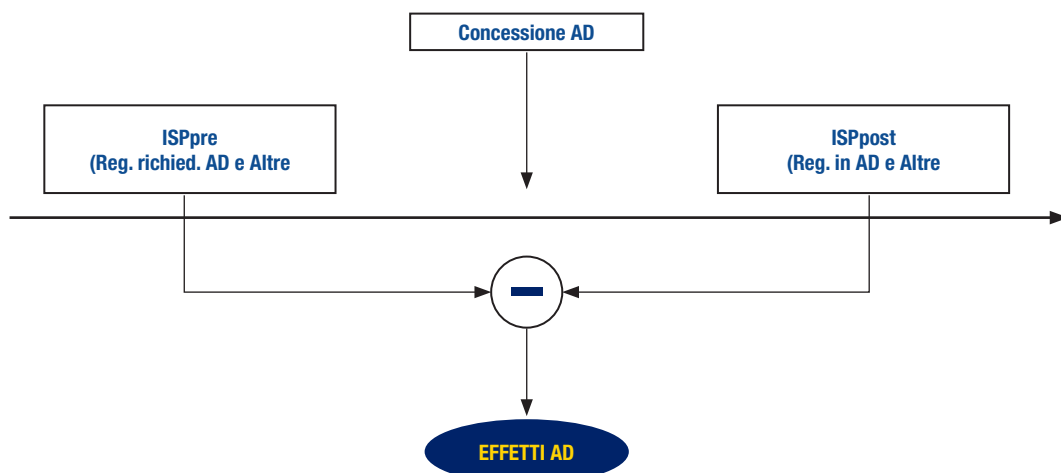 Concessione AD
ISPpre
(Reg. richied. AD e Altre
ISPpost
(Reg. in AD e Altre
EFFETTI AD